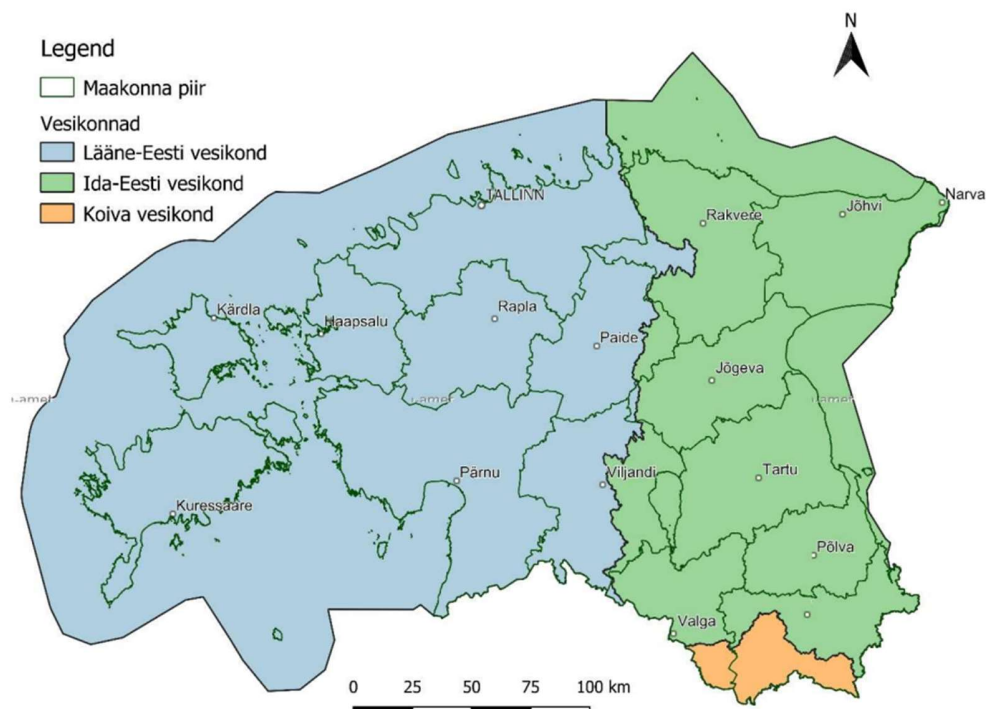 Legend
Maakonna piir
Vesikonnad
Lääne-Eesti vesikond
Ida-Eesti vesikond
Koiva vesikond
N
TALLINN
Narva
Jõhvi
Rakvere
Kärdla
Rapla
Haapsalu
Paide
Jõgeva
Pärnu
Viljandi
Tartu
Kuressaare
Põlva
Valga
0 25 50 75 100 km